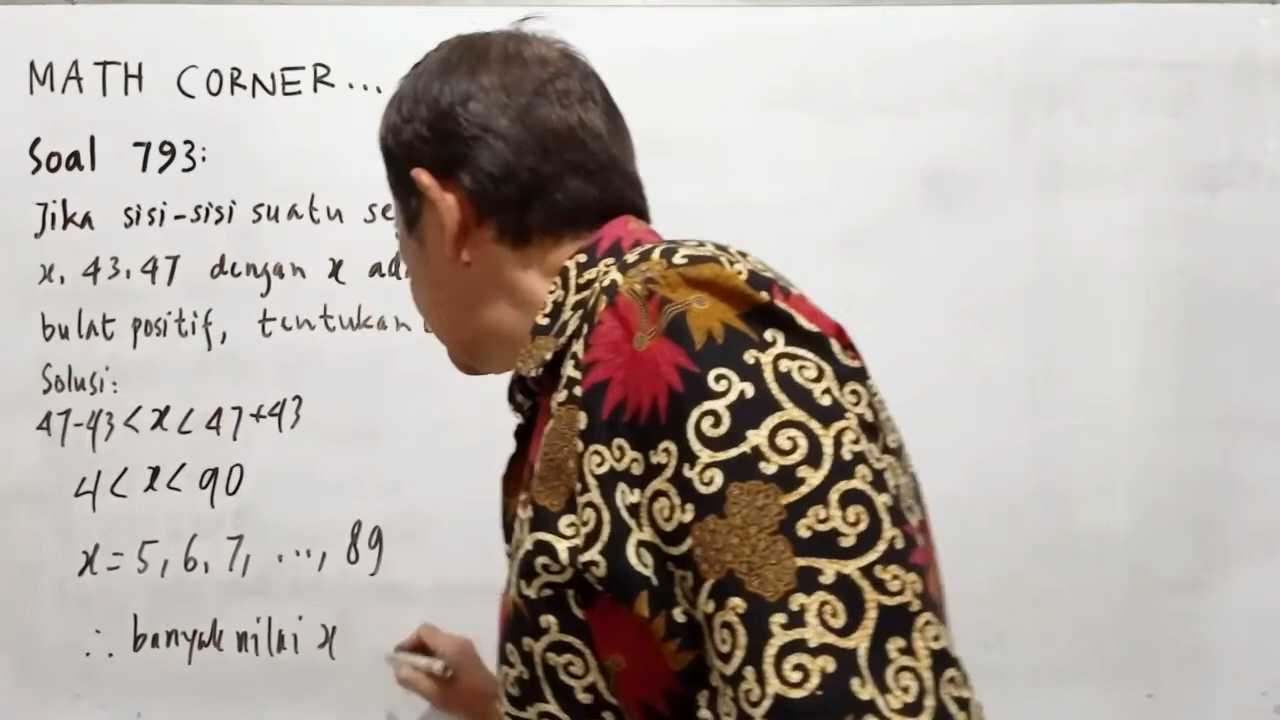 MATH CORNER...
Soal 793:
Jika sisi-sisi suatu se
x, 43, 47 dengan x ad
bulat positif, tentukan
Solusi:
47-43 < x < 47+43
4 < x < 90
x = 5, 6, 7, ..., 89
∴ banyak nilai x